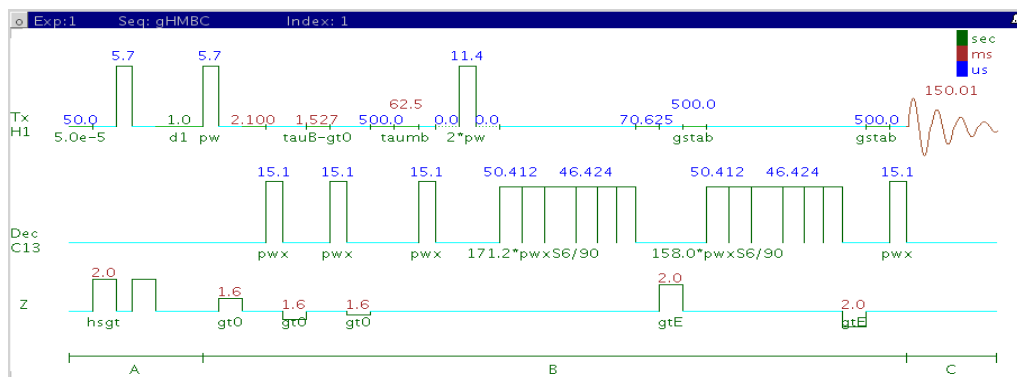 Exp:1 Seq: gHMBC Index: 1
sec
ms
us
5.7 5.7 11.4 150.01
62.5 500.0
Tx 50.0 1.0 2.100 1.527 500.0 0.0 0.0 70.625 500.0
H1 5.0e-5 d1 pw tauB-gt0 taumb 2*pw gstab gstab
15.1 15.1 15.1 50.412 46.424 50.412 46.424 15.1
Dec
C13
pwx pwx pwx 171.2*pwxS6/90 158.0*pwxS6/90 pwx
2.0 1.6 1.6 1.6 2.0 2.0
Z
hsgt gt0 gt0 gt0 gtE gtE
A B C